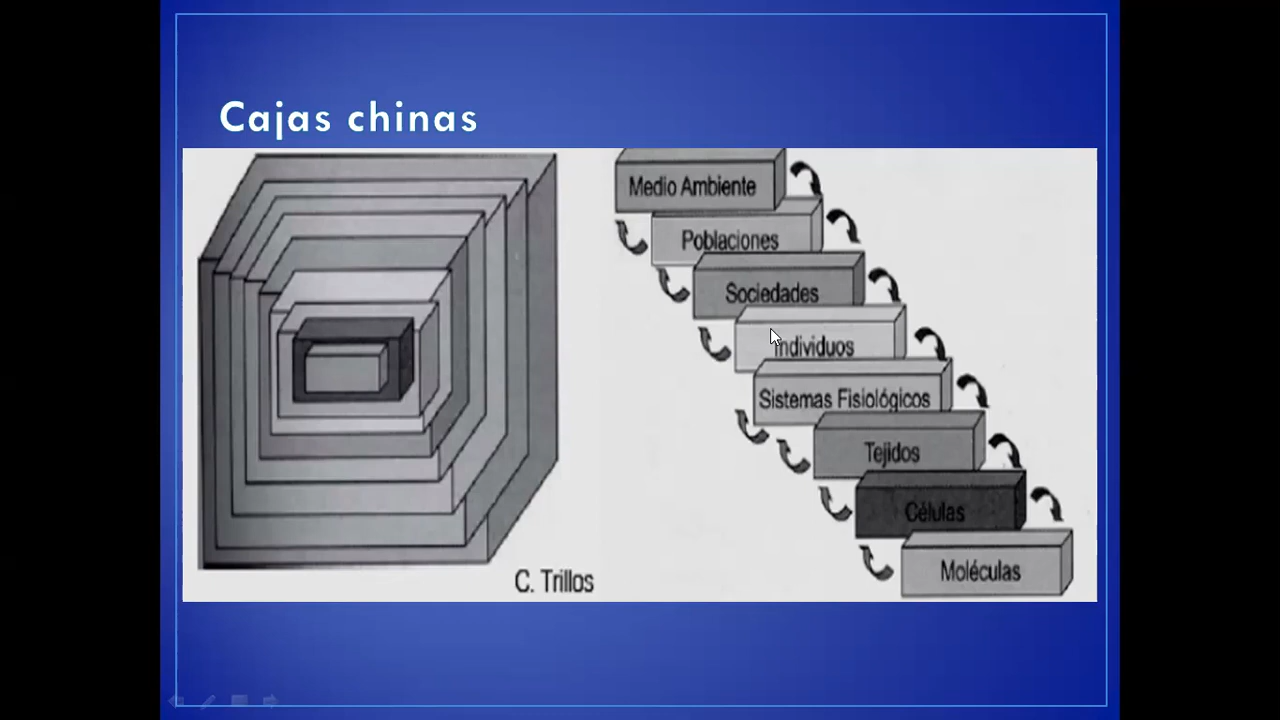 Cajas chinas
Medio Ambiente
Poblaciones
Sociedades
Individuos
Sistemas Fisiológicos
Tejidos
Células
Moléculas
C. Trillos